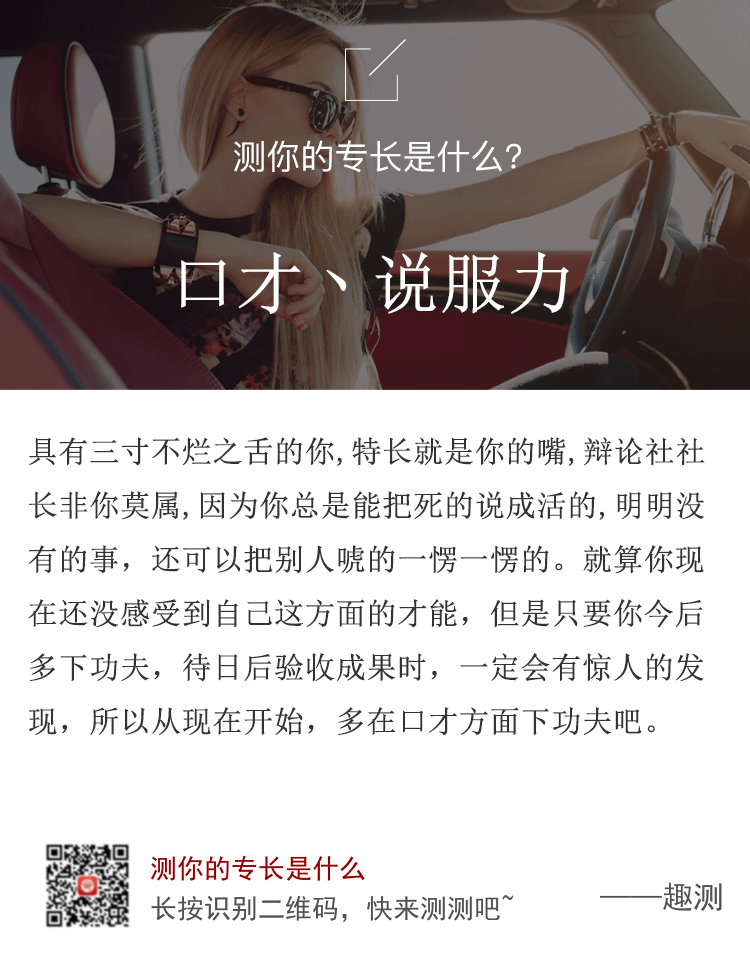 测你的专长是什么?
口才丶说服力
具有三寸不烂之舌的你,特长就是你的嘴,辩论社社
长非你莫属,因为你总是能把死的说成活的,明明没
有的事，还可以把别人唬的一愣一愣的。就算你现
在还没感受到自己这方面的才能，但是只要你今后
多下功夫，待日后验收成果时，一定会有惊人的发
现，所以从现在开始，多在口才方面下功夫吧。
测你的专长是什么
长按识别二维码，快来测测吧~
——趣测